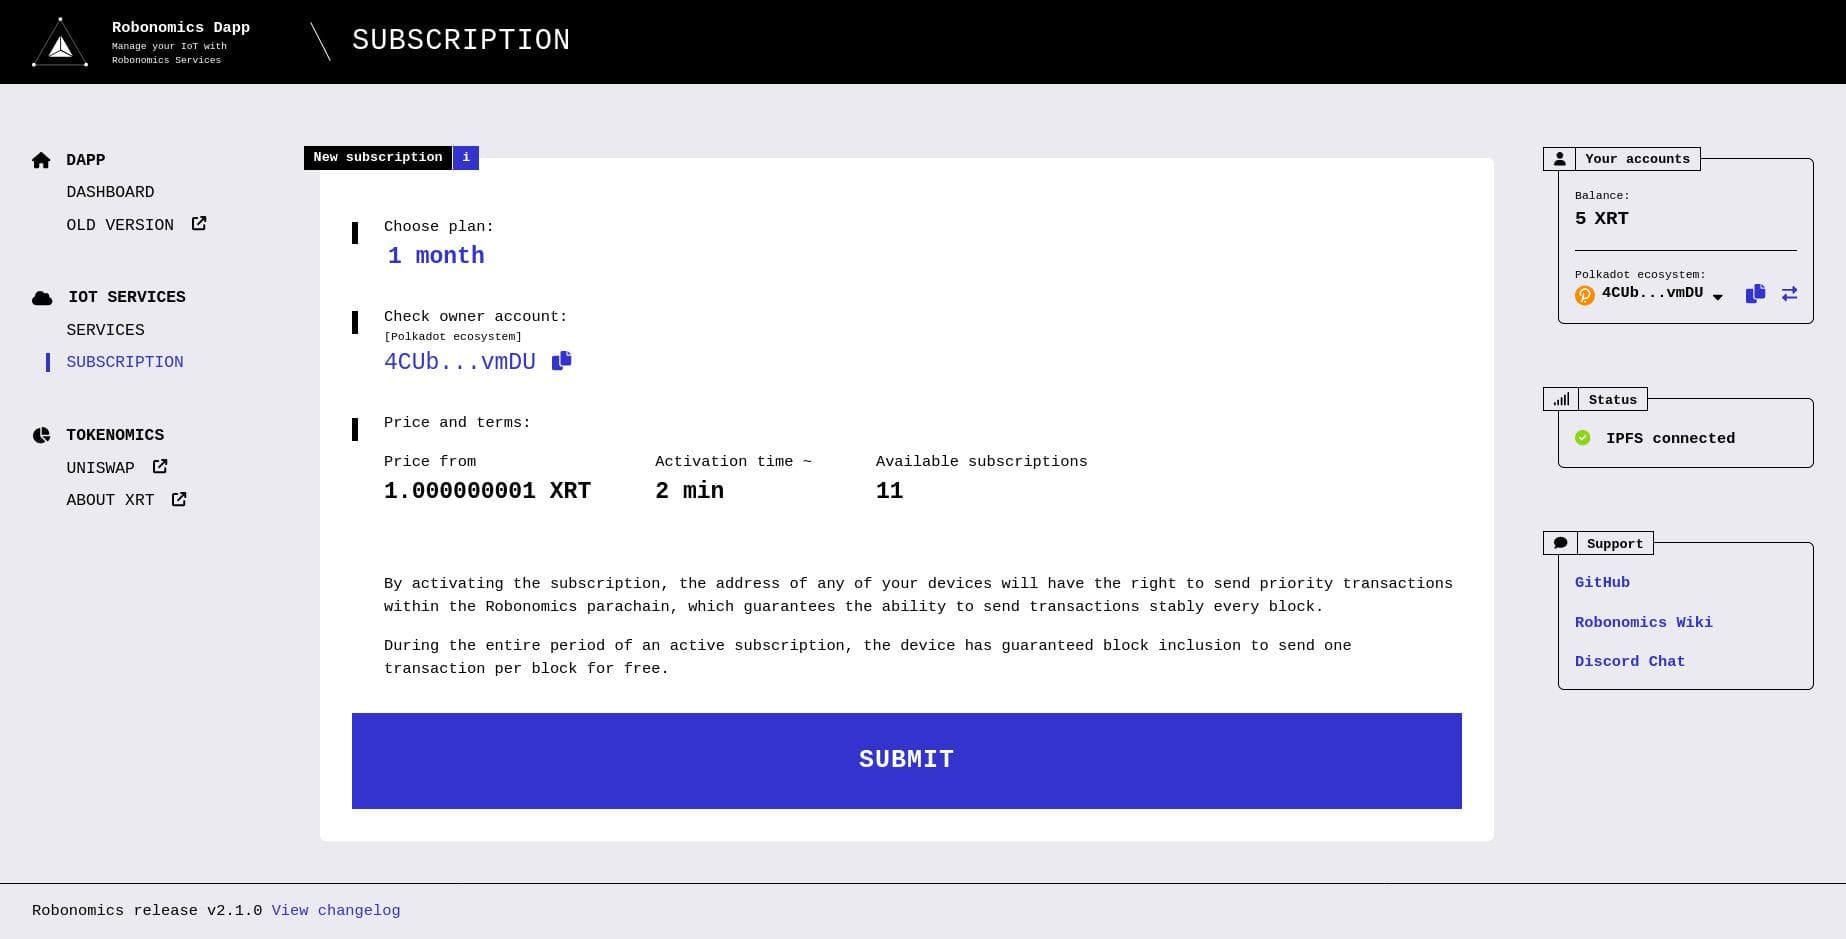 Robonomics Dapp
Manage your IoT with
Robonomics Services
SUBSCRIPTION
DAPP
DASHBOARD
OLD VERSION
IOT SERVICES
SERVICES
SUBSCRIPTION
TOKENOMICS
UNISWAP
ABOUT XRT
New subscription i
Choose plan:
1 month
Check owner account:
[Polkadot ecosystem]
4CUb...vmDU
Price and terms:
Price from
1.000000001 XRT
Activation time ~
2 min
Available subscriptions
11
By activating the subscription, the address of any of your devices will have the right to send priority transactions
within the Robonomics parachain, which guarantees the ability to send transactions stably every block.
During the entire period of an active subscription, the device has guaranteed block inclusion to send one
transaction per block for free.
SUBMIT
Your accounts
Balance:
5 XRT
Polkadot ecosystem:
4CUb...vmDU
Status
IPFS connected
Support
GitHub
Robonomics Wiki
Discord Chat
Robonomics release v2.1.0 View changelog